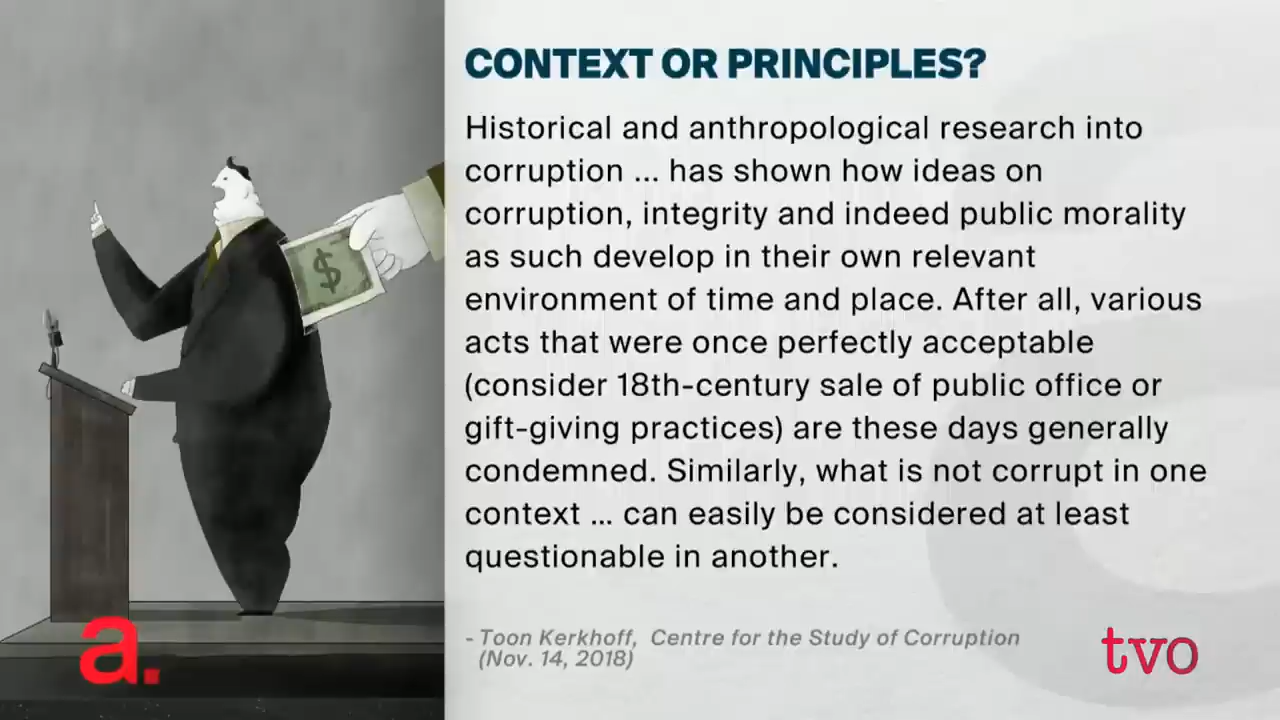 CONTEXT OR PRINCIPLES?
Historical and anthropological research into
corruption ... has shown how ideas on
corruption, integrity and indeed public morality
as such develop in their own relevant
environment of time and place. After all, various
acts that were once perfectly acceptable
(consider 18th-century sale of public office or
gift-giving practices) are these days generally
condemned. Similarly, what is not corrupt in one
context ... can easily be considered at least
questionable in another.
- Toon Kerkhoff, Centre for the Study of Corruption
(Nov. 14, 2018)
$
a.
tvo